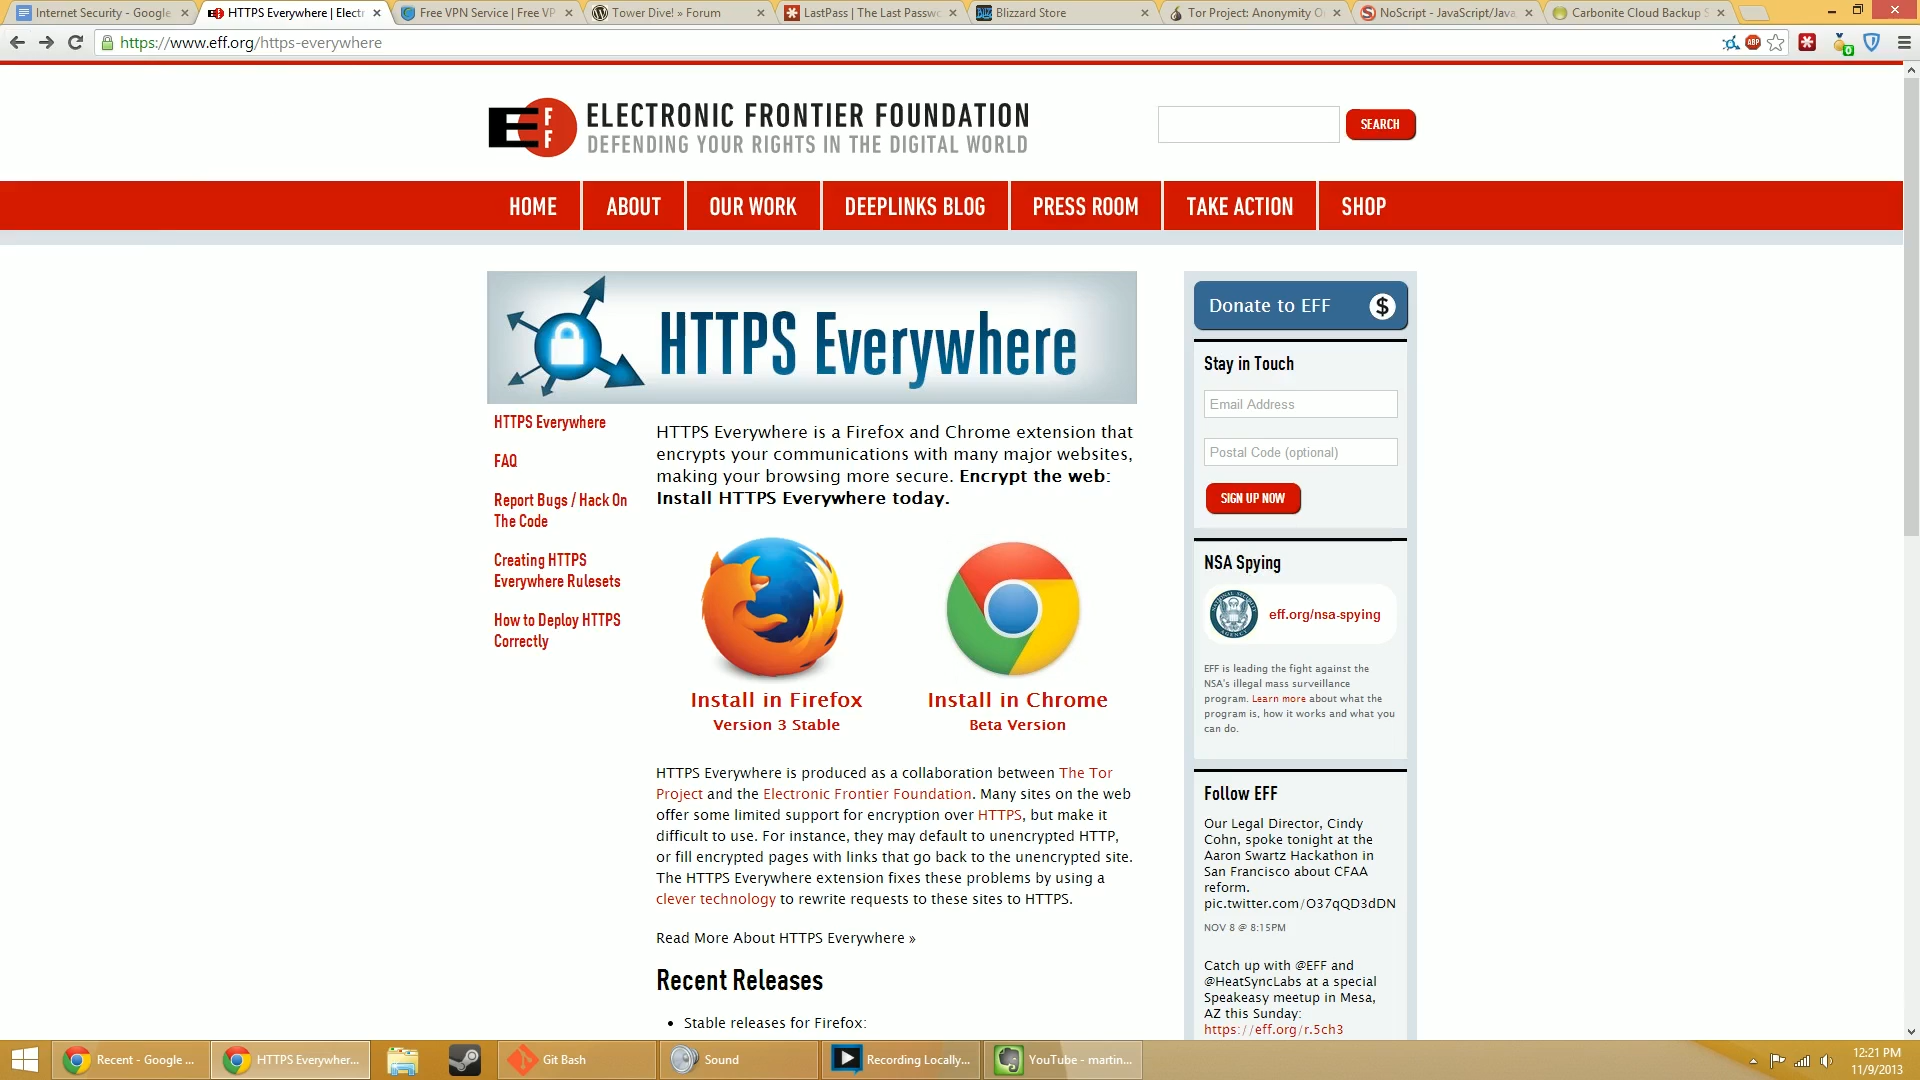 Internet Security - Google
HTTPS Everywhere | Elect
Free VPN Service | Free VP
Tower Dive! » Forum
LastPass | The Last Passwo
Blizzard Store
Tor Project: Anonymity O
NoScript - JavaScript/Java
Carbonite Cloud Backup S
https://www.eff.org/https-everywhere
ABP
0
E F F
ELECTRONIC FRONTIER FOUNDATION
DEFENDING YOUR RIGHTS IN THE DIGITAL WORLD
SEARCH
HOME
ABOUT
OUR WORK
DEEPLINKS BLOG
PRESS ROOM
TAKE ACTION
SHOP
HTTPS Everywhere
HTTPS Everywhere
FAQ
Report Bugs / Hack On
The Code
Creating HTTPS
Everywhere Rulesets
How to Deploy HTTPS
Correctly
HTTPS Everywhere is a Firefox and Chrome extension that
encrypts your communications with many major websites,
making your browsing more secure. Encrypt the web:
Install HTTPS Everywhere today.
Install in Firefox
Version 3 Stable
Install in Chrome
Beta Version
HTTPS Everywhere is produced as a collaboration between The Tor
Project and the Electronic Frontier Foundation. Many sites on the web
offer some limited support for encryption over HTTPS, but make it
difficult to use. For instance, they may default to unencrypted HTTP,
or fill encrypted pages with links that go back to the unencrypted site.
The HTTPS Everywhere extension fixes these problems by using a
clever technology to rewrite requests to these sites to HTTPS.
Read More About HTTPS Everywhere »
Recent Releases
• Stable releases for Firefox:
Donate to EFF $
Stay in Touch
Email Address
Postal Code (optional)
SIGN UP NOW
NSA Spying
eff.org/nsa-spying
EFF is leading the fight against the
NSA's illegal mass surveillance
program. Learn more about what the
program is, how it works and what you
can do.
Follow EFF
Our Legal Director, Cindy
Cohn, spoke tonight at the
Aaron Swartz Hackathon in
San Francisco about CFAA
reform.
pic.twitter.com/O37qQD3dDN
NOV 8 @ 8:15PM
Catch up with @EFF and
@HeatSyncLabs at a special
Speakeasy meetup in Mesa,
AZ this Sunday:
https://eff.org/r.5ch3
Recent - Google ...
HTTPS Everywher...
Git Bash
Sound
Recording Locally...
YouTube - martin...
12:21 PM
11/9/2013